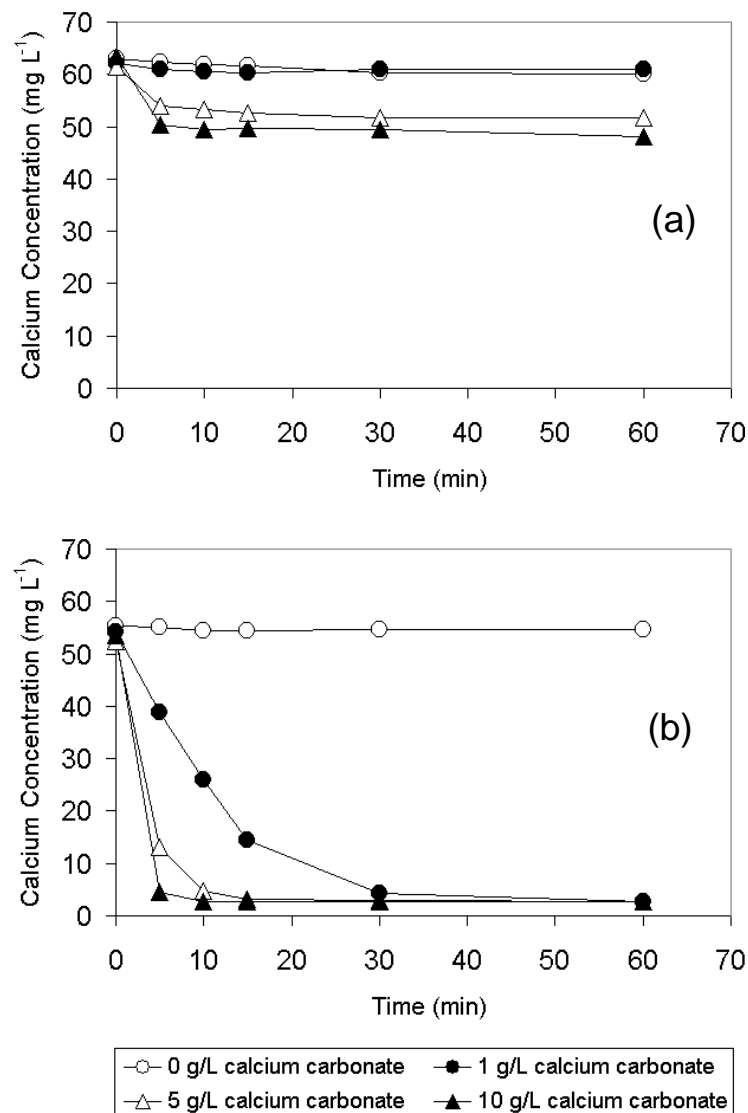 Calcium Concentration (mg L⁻¹)
70
60
50
40
30
20
10
0
(a)
0 10 20 30 40 50 60 70
Time (min)
Calcium Concentration (mg L⁻¹)
70
60
50
40
30
20
10
0
(b)
0 10 20 30 40 50 60 70
Time (min)
0 g/L calcium carbonate 1 g/L calcium carbonate
5 g/L calcium carbonate 10 g/L calcium carbonate